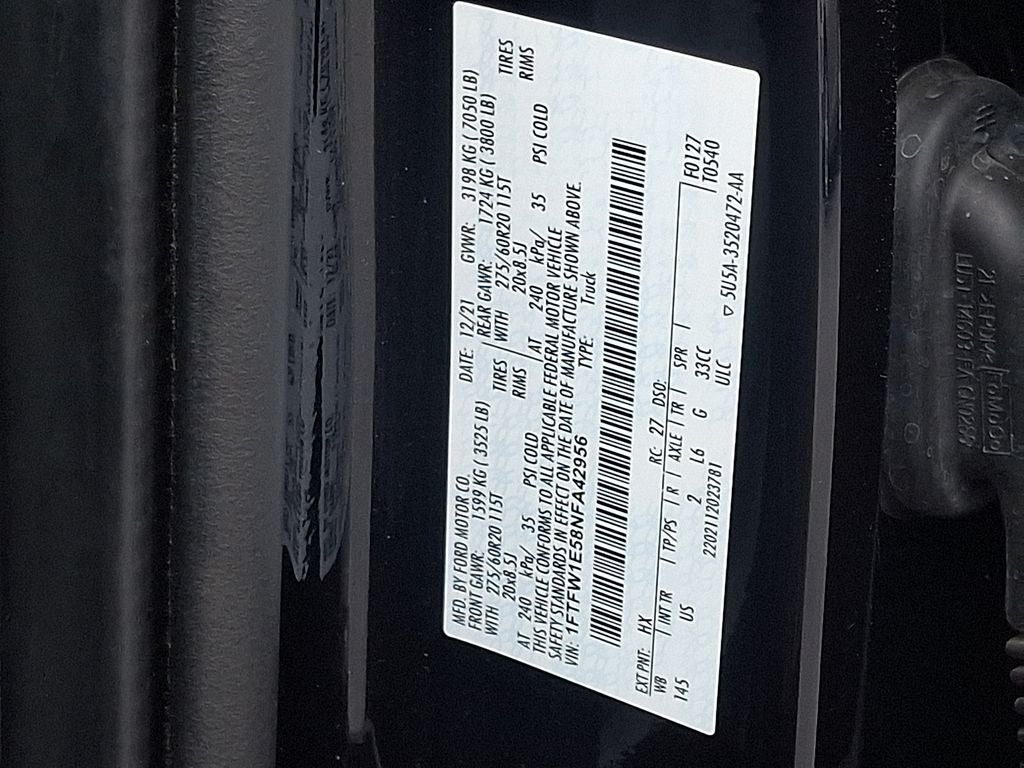 MFD. BY FORD MOTOR CO.
DATE: 12/21 GVWR: 3198 KG ( 7050 LB)
FRONT GAWR: 1599 KG ( 3525 LB) REAR GAWR: 1724 KG ( 3800 LB)
WITH 275/60R20 115T TIRES WITH 275/60R20 115T TIRES
20x8.5J RIMS 20x8.5J RIMS
AT 240 kPa/ 35 PSI COLD AT 240 kPa/ 35 PSI COLD
THIS VEHICLE CONFORMS TO ALL APPLICABLE FEDERAL MOTOR VEHICLE
SAFETY STANDARDS IN EFFECT ON THE DATE OF MANUFACTURE SHOWN ABOVE.
VIN: 1FTFW1E58NFA42956 TYPE: Truck
EXT PNT: HX RC: 27 DSO: F0127
WB INT TR TP/PS R AXLE TR SPR T0540
145 US 2 L6 G 33CC
ULC
2202112023781 5U5A-3520472-AA